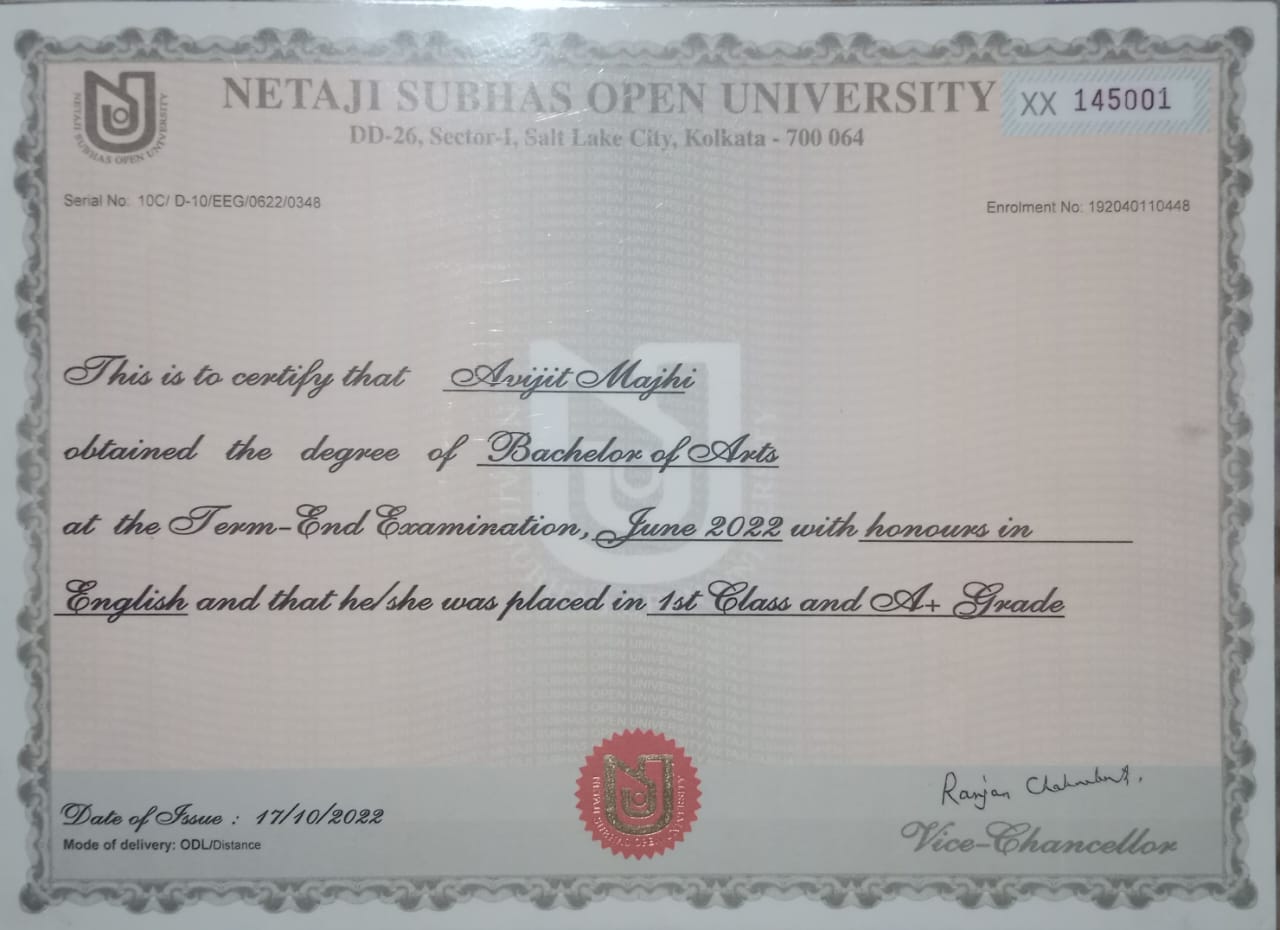 NETAJI SUBHAS OPEN UNIVERSITY
XX 145001
DD-26, Sector-I, Salt Lake City, Kolkata - 700 064
NETAJI SUBHAS OPEN UNIVERSITY
Serial No: 10C/ D-10/EEG/0622/0348
Enrolment No: 192040110448
This is to certify that Avijit Majhi
obtained the degree of Bachelor of Arts
at the Term-End Examination, June 2022 with honours in
English and that he/she was placed in 1st Class and A+ Grade
NETAJI SUBHAS OPEN UNIVERSITY
Date of Issue : 17/10/2022
Mode of delivery: ODL/Distance
Vice-Chancellor